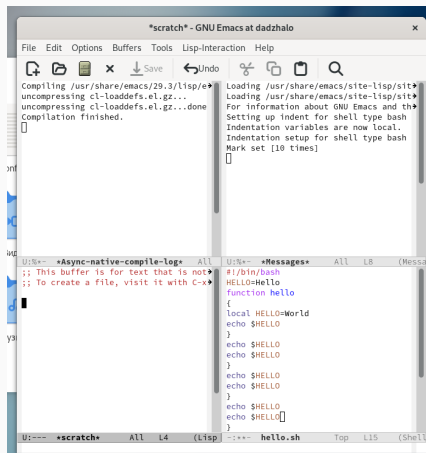 *scratch* - GNU Emacs at dadzhalo
File Edit Options Buffers Tools Lisp-Interaction Help
Save Undo
Compiling /usr/share/emacs/29.3/lisp/e
uncompressing cl-loaddefs.el.gz...
uncompressing cl-loaddefs.el.gz...done
Compilation finished.
U:%*- *Async-native-compile-log* All
Loading /usr/share/emacs/site-lisp/sit
Loading /usr/share/emacs/site-lisp/sit
For information about GNU Emacs and th
Setting up indent for shell type bash
Indentation variables are now local.
Indentation setup for shell type bash
Mark set [10 times]
U:%*- *Messages* All L8 (Messa
;; This buffer is for text that is not
;; To create a file, visit it with C-x
U:--- *scratch* All L4 (Lisp
#!/bin/bash
HELLO=Hello
function hello
{
local HELLO=World
echo $HELLO
}
echo $HELLO
echo $HELLO
}
echo $HELLO
echo $HELLO
}
echo $HELLO
echo $HELLO
}
-:**- hello.sh Top L15 (Shell